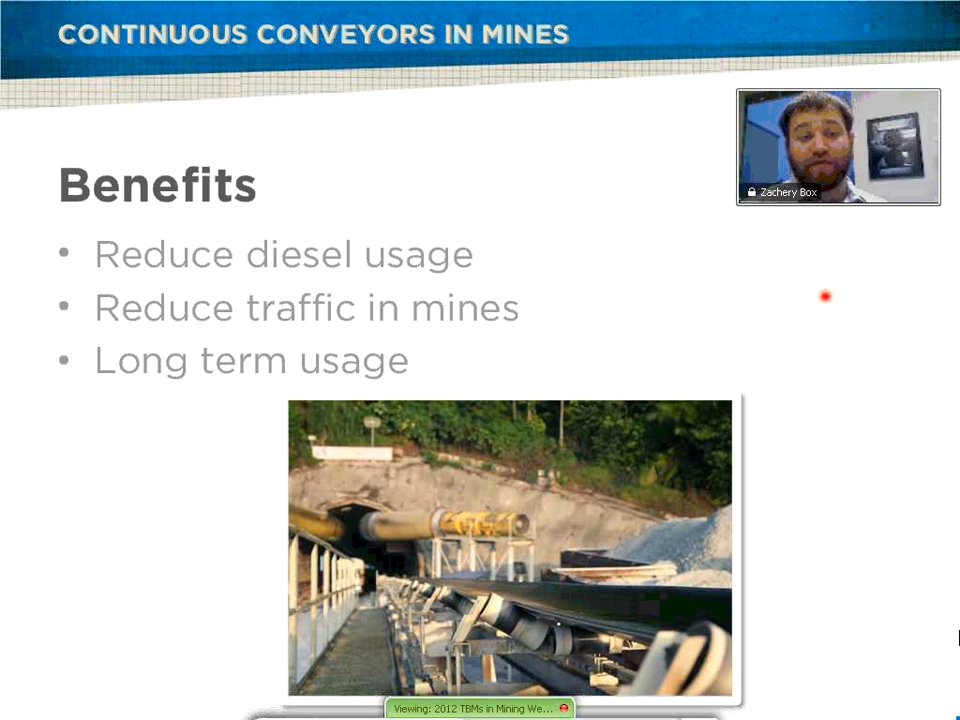 CONTINUOUS CONVEYORS IN MINES
Zachery Box
Benefits
• Reduce diesel usage
• Reduce traffic in mines
• Long term usage
Viewing: 2012 TBMs in Mining We...